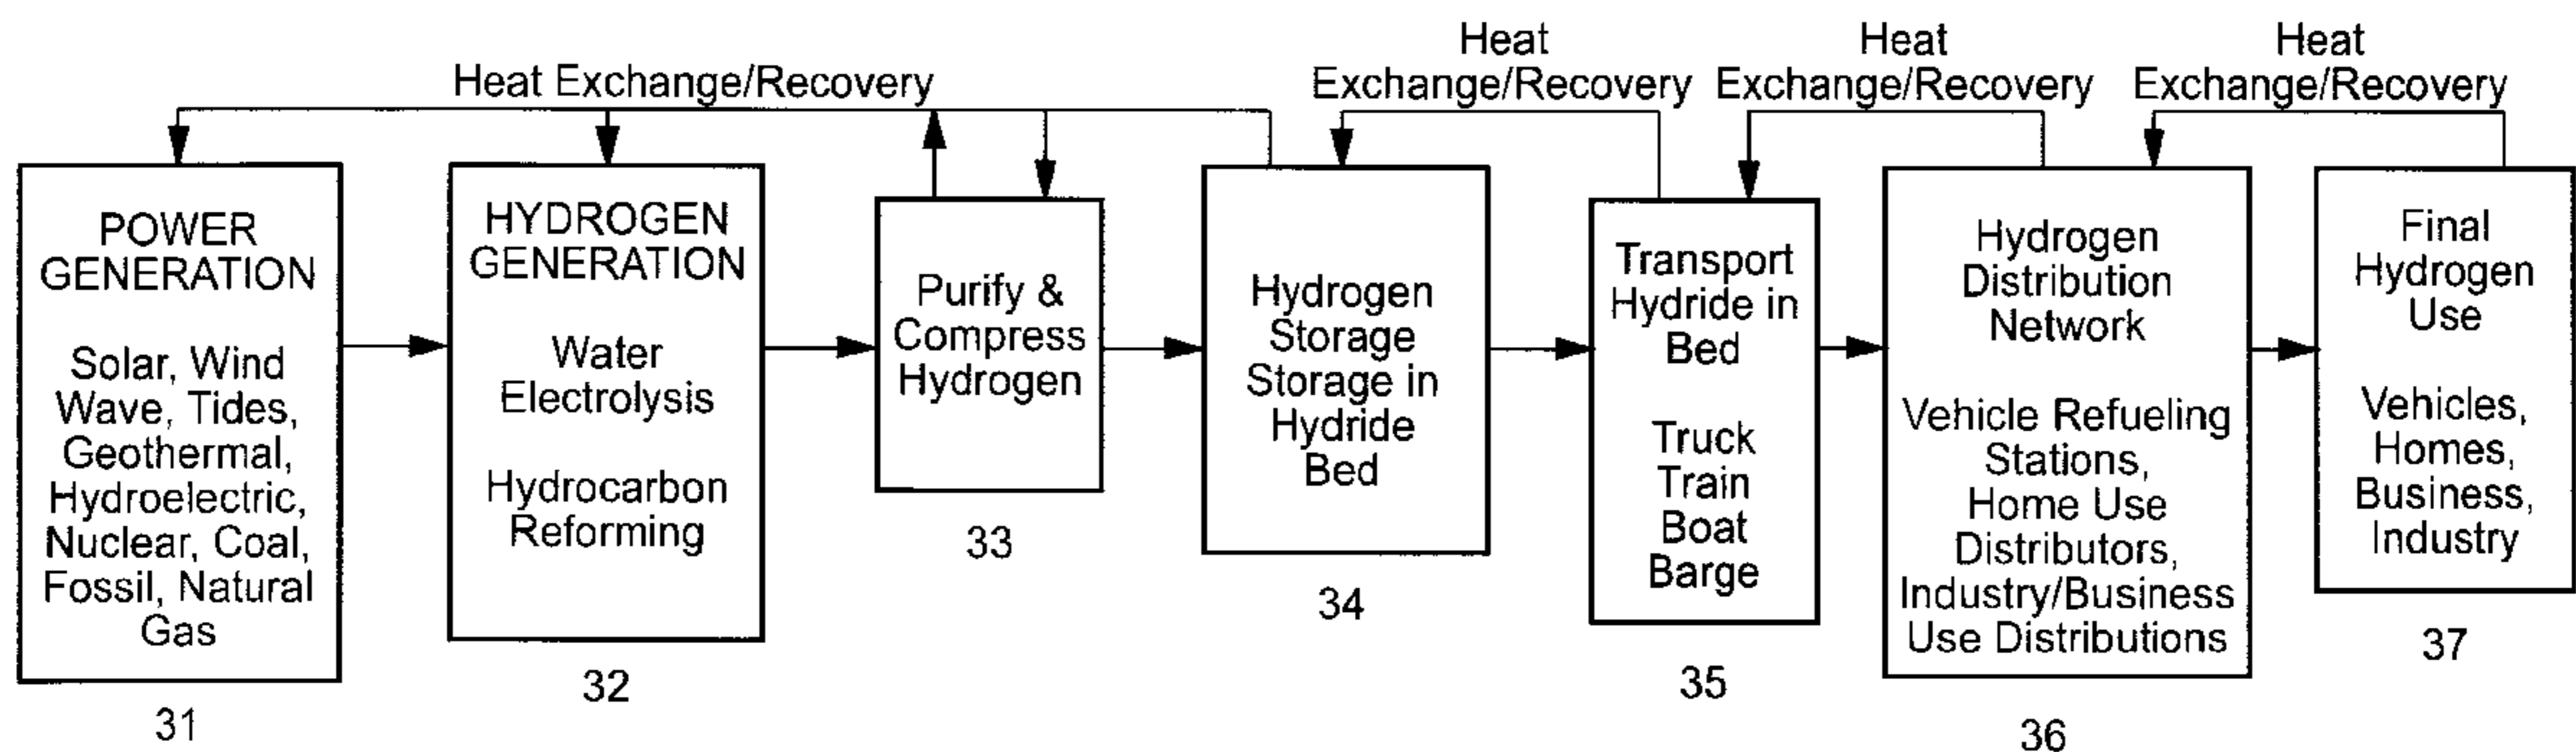 Heat Exchange/Recovery
Heat
Exchange/Recovery
Heat
Exchange/Recovery
Heat
Exchange/Recovery
POWER
GENERATION
Solar, Wind
Wave, Tides,
Geothermal,
Hydroelectric,
Nuclear, Coal,
Fossil, Natural
Gas
31
HYDROGEN
GENERATION
Water
Electrolysis
Hydrocarbon
Reforming
32
Purify &
Compress
Hydrogen
33
Hydrogen
Storage
Storage in
Hydride
Bed
34
Transport
Hydride in
Bed
Truck
Train
Boat
Barge
35
Hydrogen
Distribution
Network
Vehicle Refueling
Stations,
Home Use
Distributors,
Industry/Business
Use Distributions
36
Final
Hydrogen
Use
Vehicles,
Homes,
Business,
Industry
37